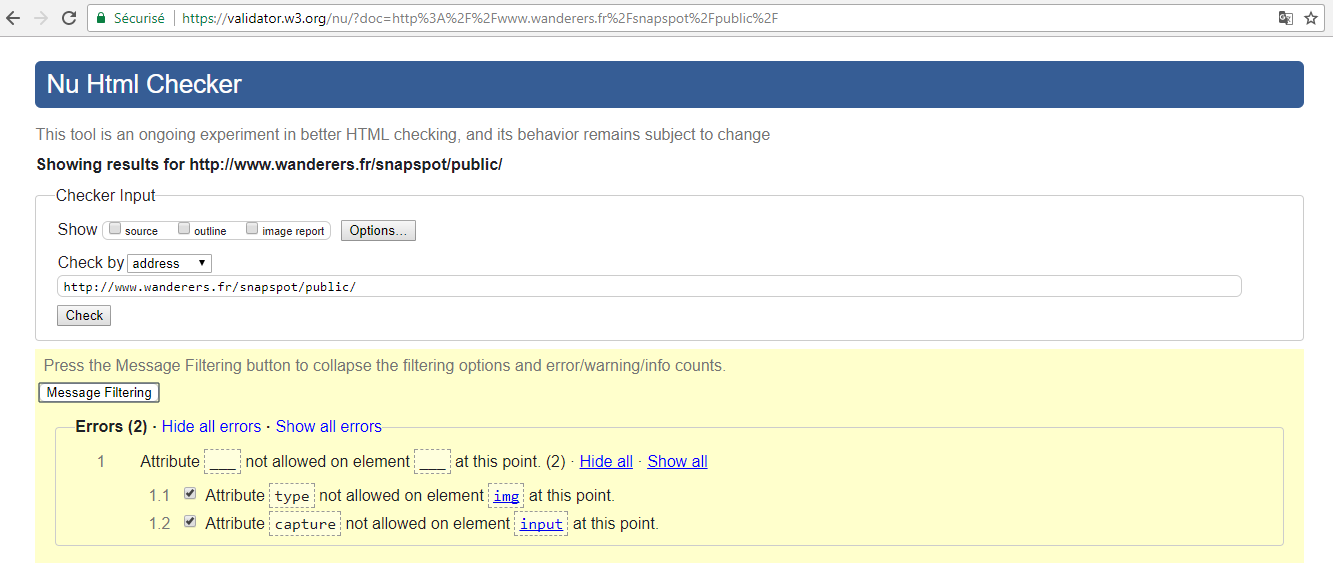 Sécurisé https://validator.w3.org/nu/?doc=http%3A%2F%2Fwww.wanderers.fr%2Fsnapspot%2Fpublic%2F
Nu Html Checker
This tool is an ongoing experiment in better HTML checking, and its behavior remains subject to change
Showing results for http://www.wanderers.fr/snapspot/public/
Checker Input
Show source outline image report Options...
Check by address
http://www.wanderers.fr/snapspot/public/
Check
Press the Message Filtering button to collapse the filtering options and error/warning/info counts.
Message Filtering
Errors (2) · Hide all errors · Show all errors
1 Attribute ___ not allowed on element ___ at this point. (2) · Hide all · Show all
1.1 Attribute type not allowed on element img at this point.
1.2 Attribute capture not allowed on element input at this point.